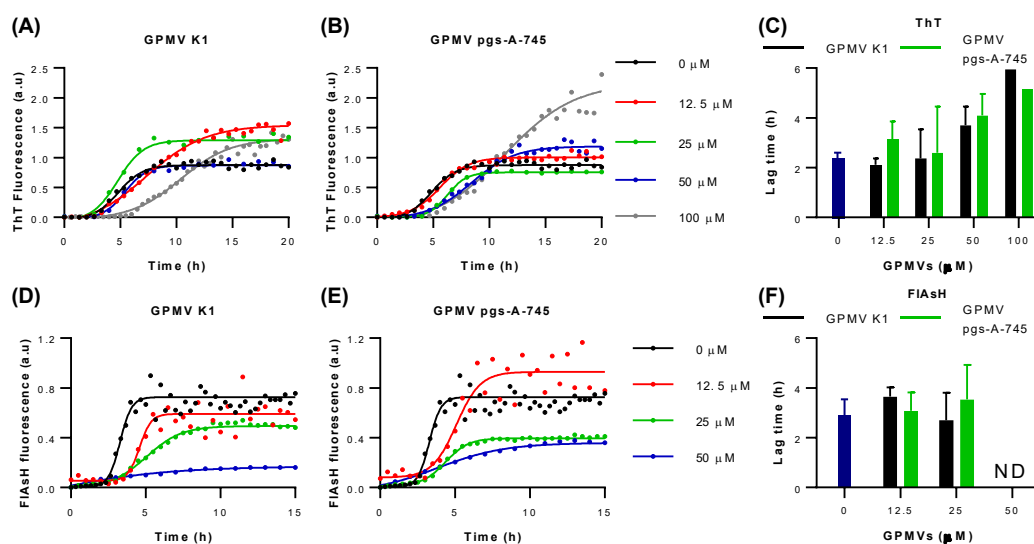 (A)
GPMV K1
ThT Fluorescence (a.u)
2.5
2.0
1.5
1.0
0.5
0.0
0 5 10 15 20
Time (h)
(B)
GPMV pgs-A-745
ThT Fluorescence (a.u)
2.5
2.0
1.5
1.0
0.5
0.0
0 5 10 15 20
Time (h)
0 μM
12.5 μM
25 μM
50 μM
100 μM
(C)
ThT
GPMV K1
GPMV
pgs-A-745
Lag time (h)
6
4
2
0
0 12.5 25 50 100
GPMVs (μM)
(D)
GPMV K1
FlAsH fluorescence (a.u)
1.2
0.8
0.4
0.0
0 5 10 15
Time (h)
(E)
GPMV pgs-A-745
FlAsH fluorescence (a.u)
1.2
0.8
0.4
0.0
0 5 10 15
Time (h)
0 μM
12.5 μM
25 μM
50 μM
(F)
FlAsH
GPMV K1
GPMV
pgs-A-745
Lag time (h)
6
4
2
0
ND
0 12.5 25 50
GPMVs (μM)